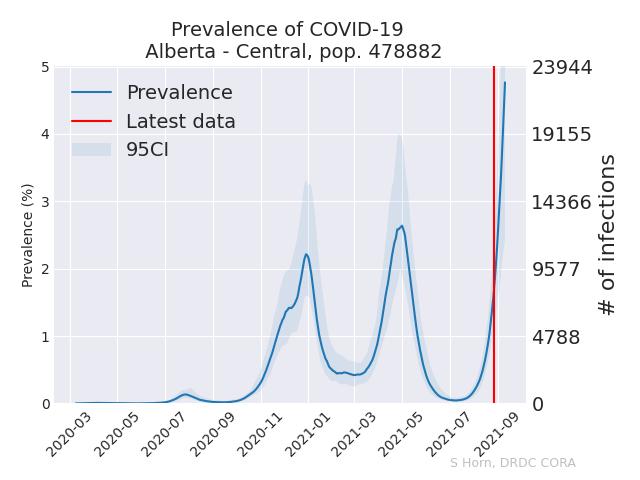 Prevalence of COVID-19
Alberta - Central, pop. 478882
Prevalence
Latest data
95CI
Prevalence (%)
5
4
3
2
1
0
23944
19155
14366
9577
4788
0
# of infections
2020-03
2020-05
2020-07
2020-09
2020-11
2021-01
2021-03
2021-05
2021-07
2021-09
S Horn, DRDC CORA